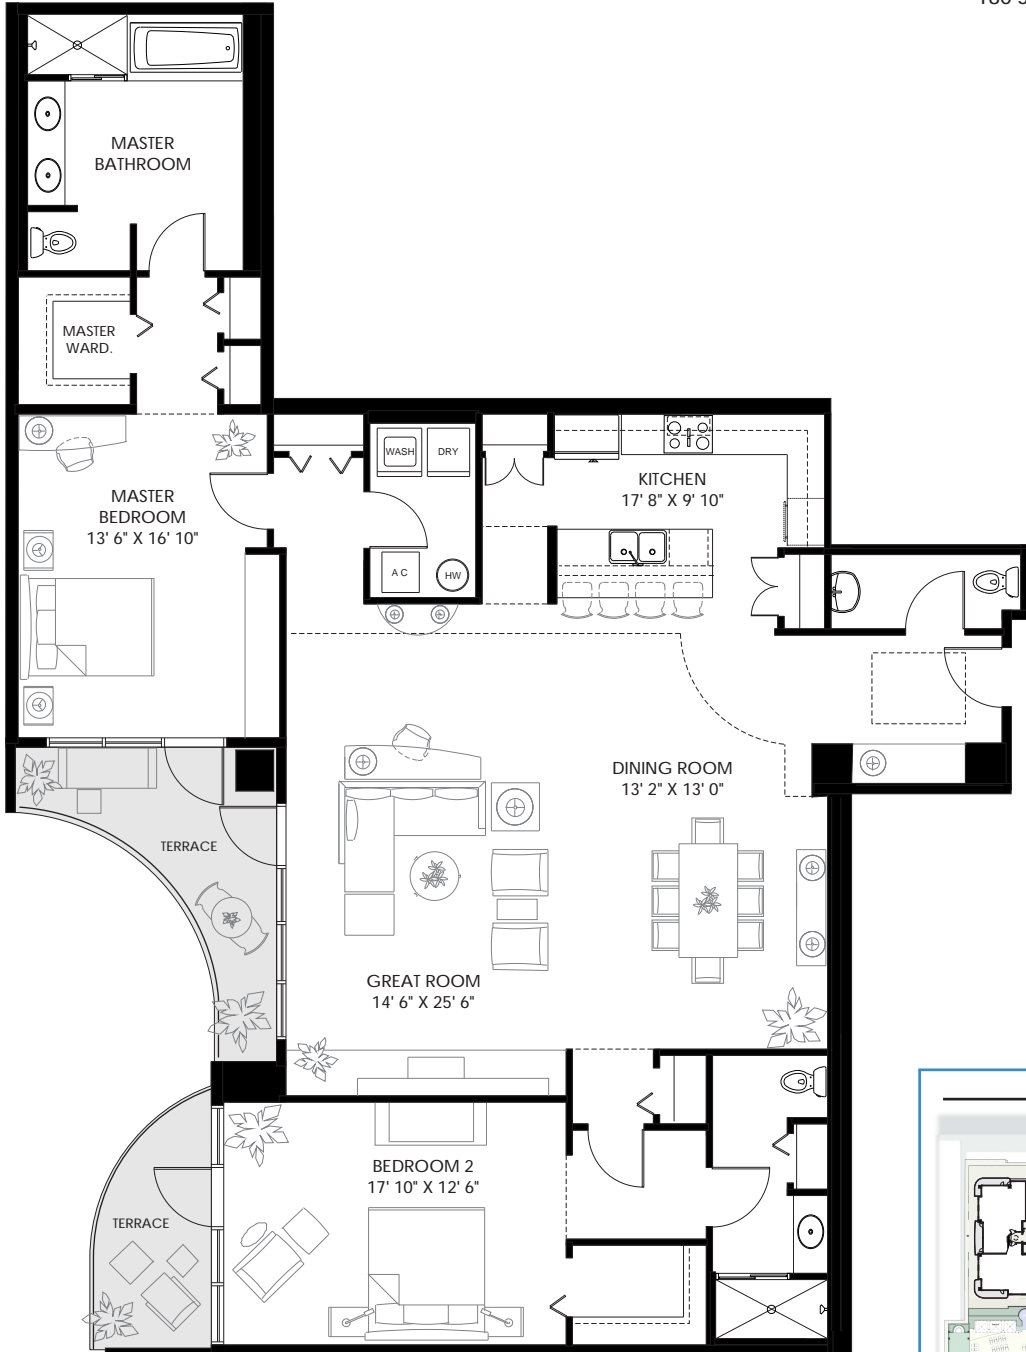 MASTER
BATHROOM
MASTER
WARD.
WASH
DRY
KITCHEN
17' 8" X 9' 10"
MASTER
BEDROOM
13' 6" X 16' 10"
A C
HW
DINING ROOM
13' 2" X 13' 0"
TERRACE
GREAT ROOM
14' 6" X 25' 6"
BEDROOM 2
17' 10" X 12' 6"
TERRACE